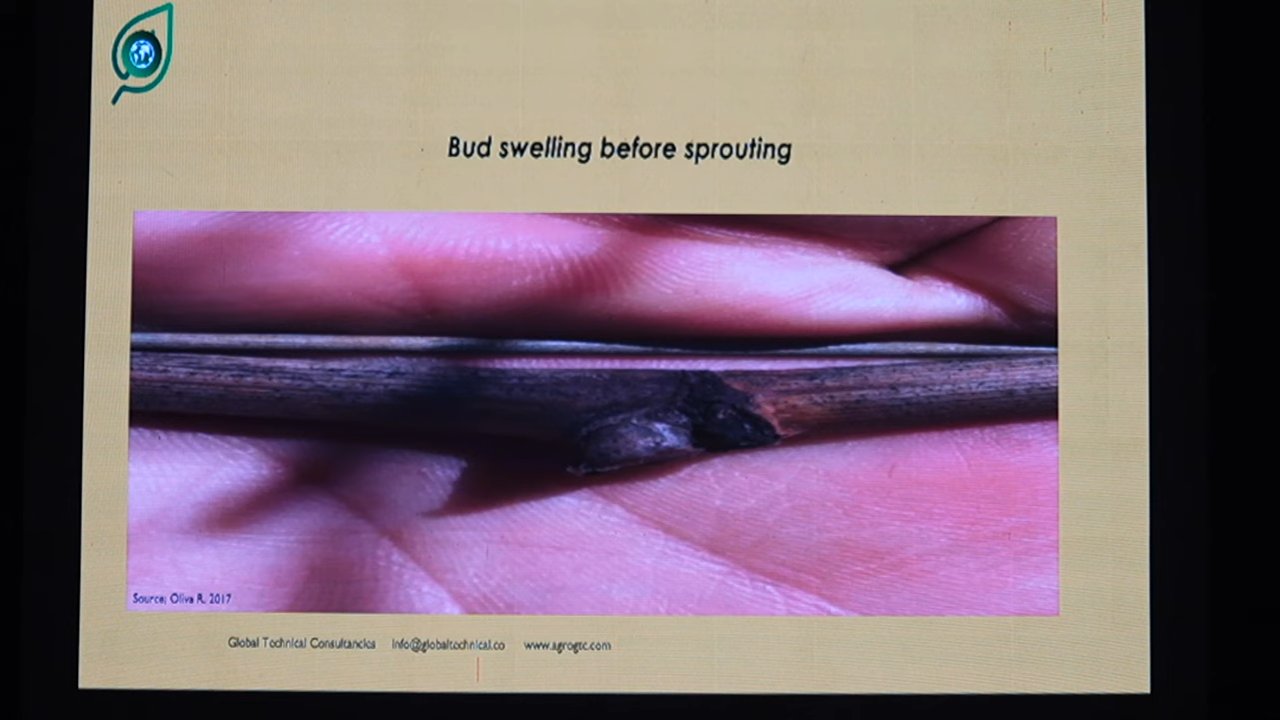 Bud swelling before sprouting
Source: Oliva R. 2017
Global Technical Consultancies info@globaltechnical.co www.agrogtc.com